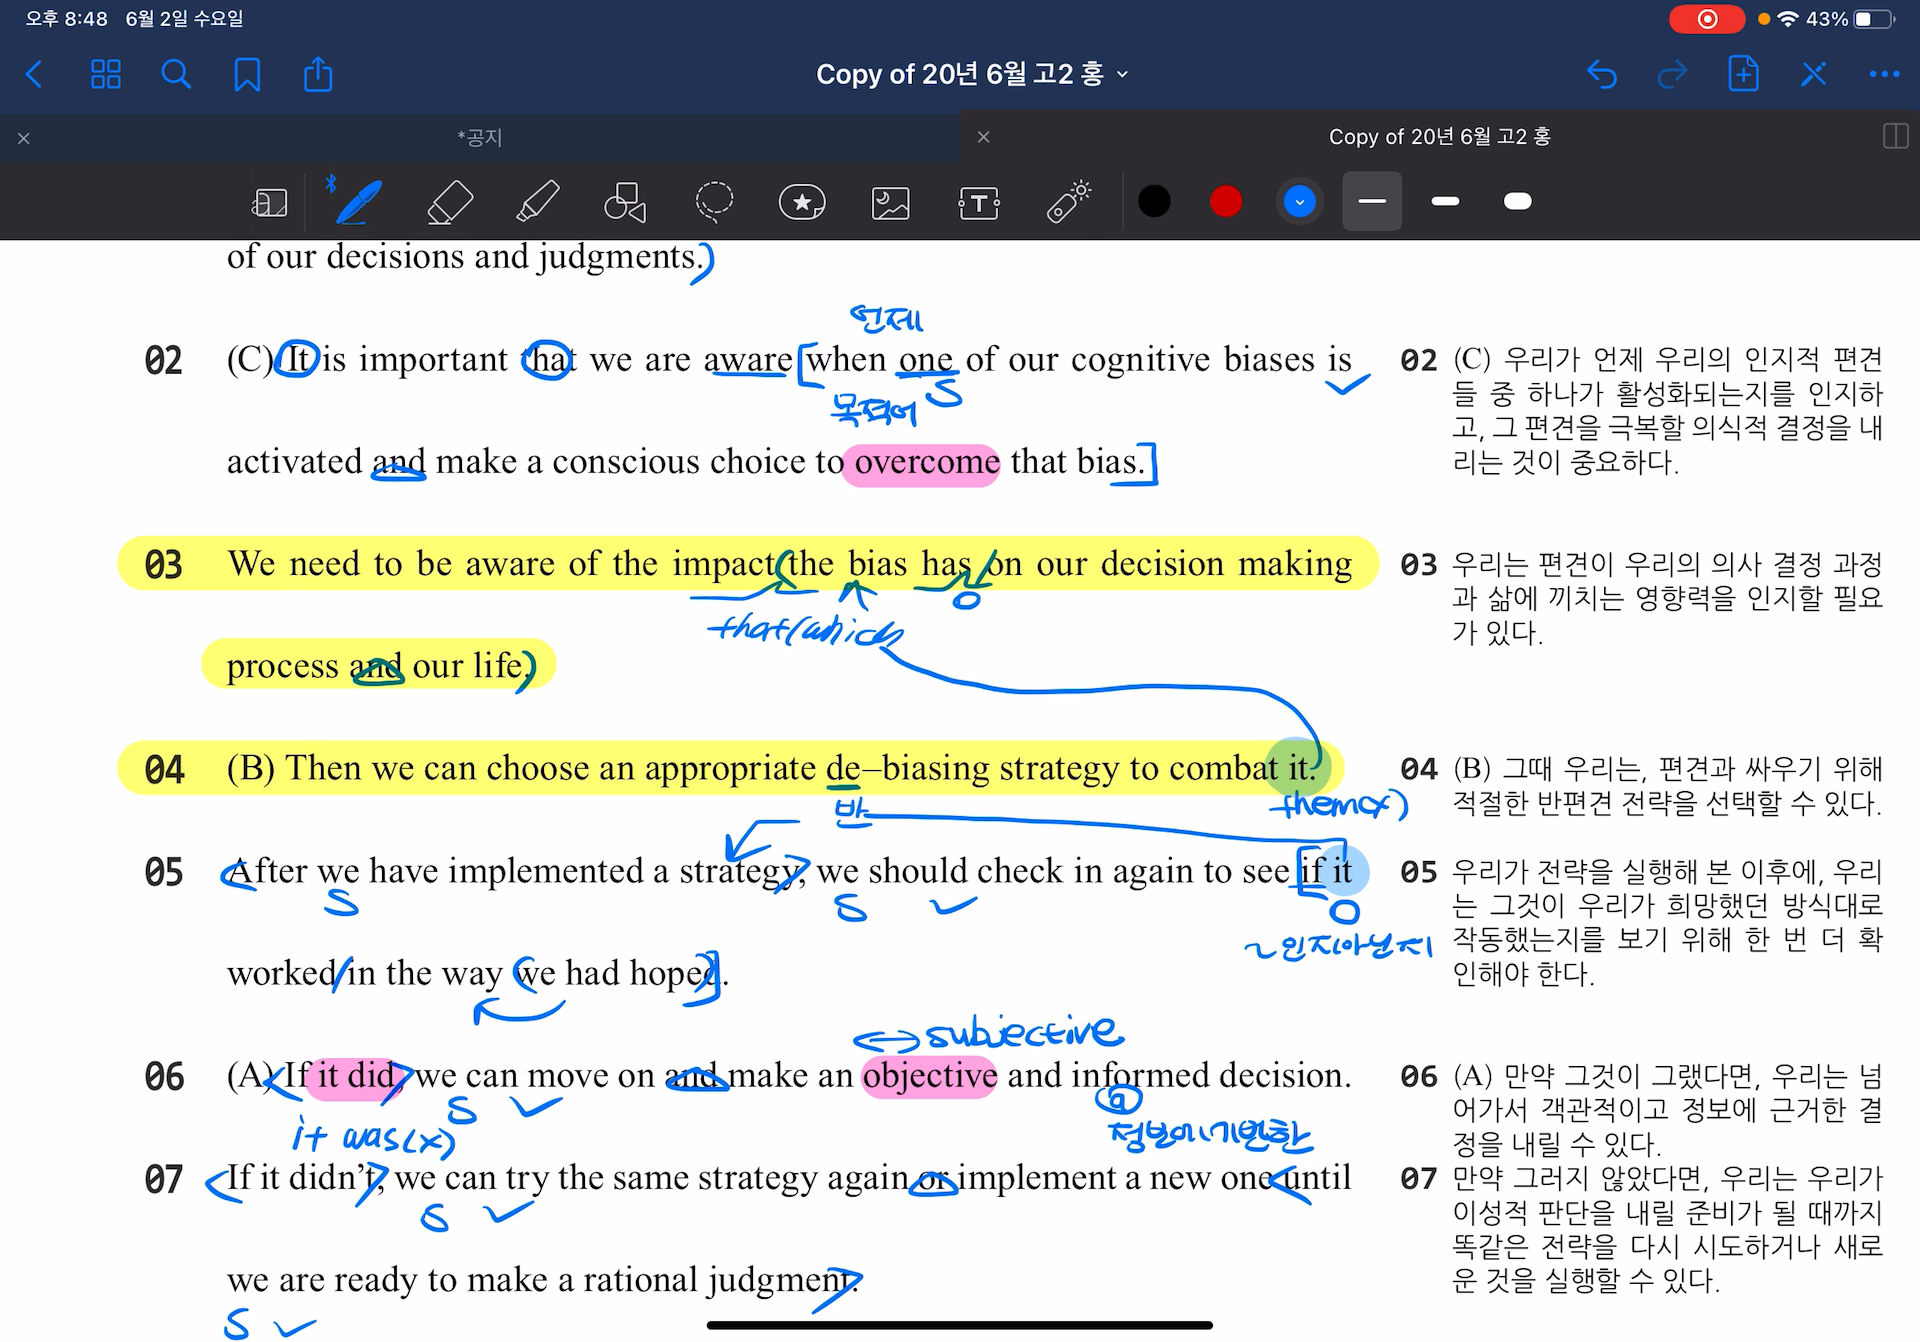 오후 8:48 6월 2일 수요일
43%
Copy of 20년 6월 고2 홍
*공지
Copy of 20년 6월 고2 홍
T
of our decisions and judgments.)
언제
02 (C) It is important that we are aware [when one of our cognitive biases is
S
목적어
activated and make a conscious choice to overcome that bias.]
02 (C) 우리가 언제 우리의 인지적 편견
들 중 하나가 활성화되는지를 인지하
고, 그 편견을 극복할 의식적 결정을 내
리는 것이 중요하다.
03 We need to be aware of the impact (the bias has/on our decision making
that(which
process and our life.)
03 우리는 편견이 우리의 의사 결정 과정
과 삶에 끼치는 영향력을 인지할 필요
가 있다.
04 (B) Then we can choose an appropriate de–biasing strategy to combat it.
반
them(x)
04 (B) 그때 우리는, 편견과 싸우기 위해
적절한 반편견 전략을 선택할 수 있다.
05 <After we have implemented a strategy>, we should check in again to see [if it
S S
~인지아닌지
worked/in the way (we had hoped)].
05 우리가 전략을 실행해 본 이후에, 우리
는 그것이 우리가 희망했던 방식대로
작동했는지를 보기 위해 한 번 더 확
인해야 한다.
↔ subjective
06 (A) <If it did,> we can move on and make an objective and informed decision.
S
ⓐ
it was(x)
정보에 기반한
06 (A) 만약 그것이 그랬다면, 우리는 넘
어가서 객관적이고 정보에 근거한 결
정을 내릴 수 있다.
07 <If it didn't>, we can try the same strategy again or implement a new one <until
S
we are ready to make a rational judgment.>
S
07 만약 그러지 않았다면, 우리는 우리가
이성적 판단을 내릴 준비가 될 때까지
똑같은 전략을 다시 시도하거나 새로
운 것을 실행할 수 있다.